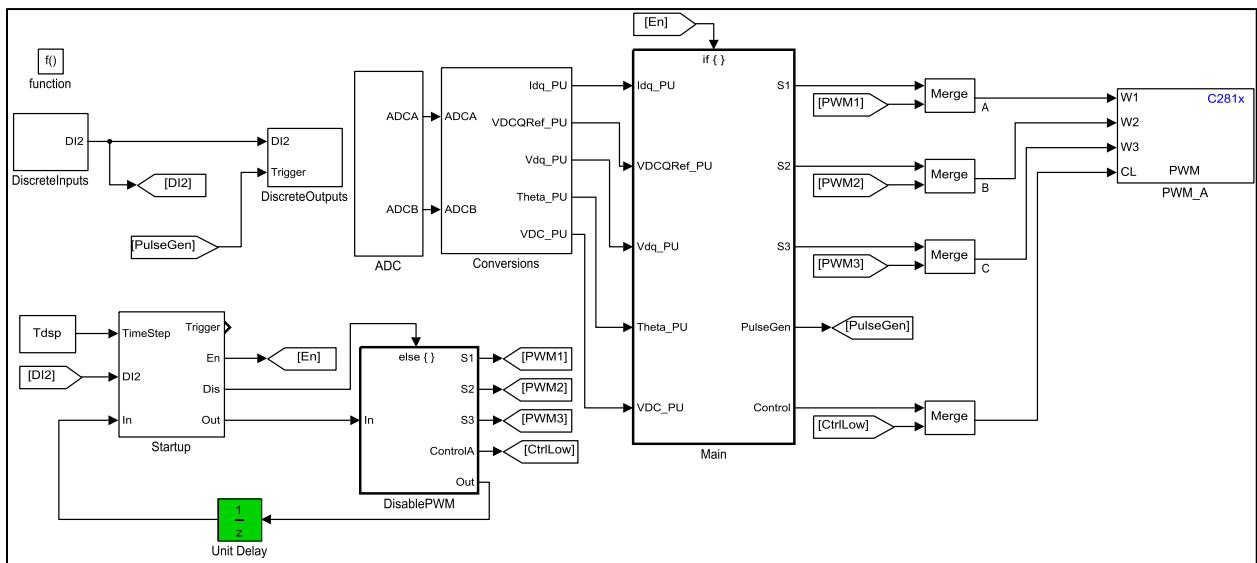 f()
function
DI2
DiscreteInputs
[DI2]
DI2
Trigger
DiscreteOutputs
[PulseGen]
ADCA
ADCB
ADC
ADCA
ADCB
Idq_PU
VDCQRef_PU
Vdq_PU
Theta_PU
VDC_PU
Conversions
[En]
if { }
Idq_PU
VDCQRef_PU
Vdq_PU
Theta_PU
VDC_PU
S1
S2
S3
PulseGen
Control
Main
[PWM1]
Merge
A
[PWM2]
Merge
B
[PWM3]
Merge
C
[PulseGen]
[CtrlLow]
Merge
W1
W2
W3
CL
C281x
PWM
PWM_A
Tdsp
[DI2]
TimeStep
DI2
In
Trigger
En
Dis
Out
Startup
[En]
else { }
In
S1
S2
S3
ControlA
Out
DisablePWM
[PWM1]
[PWM2]
[PWM3]
[CtrlLow]
1
z
Unit Delay